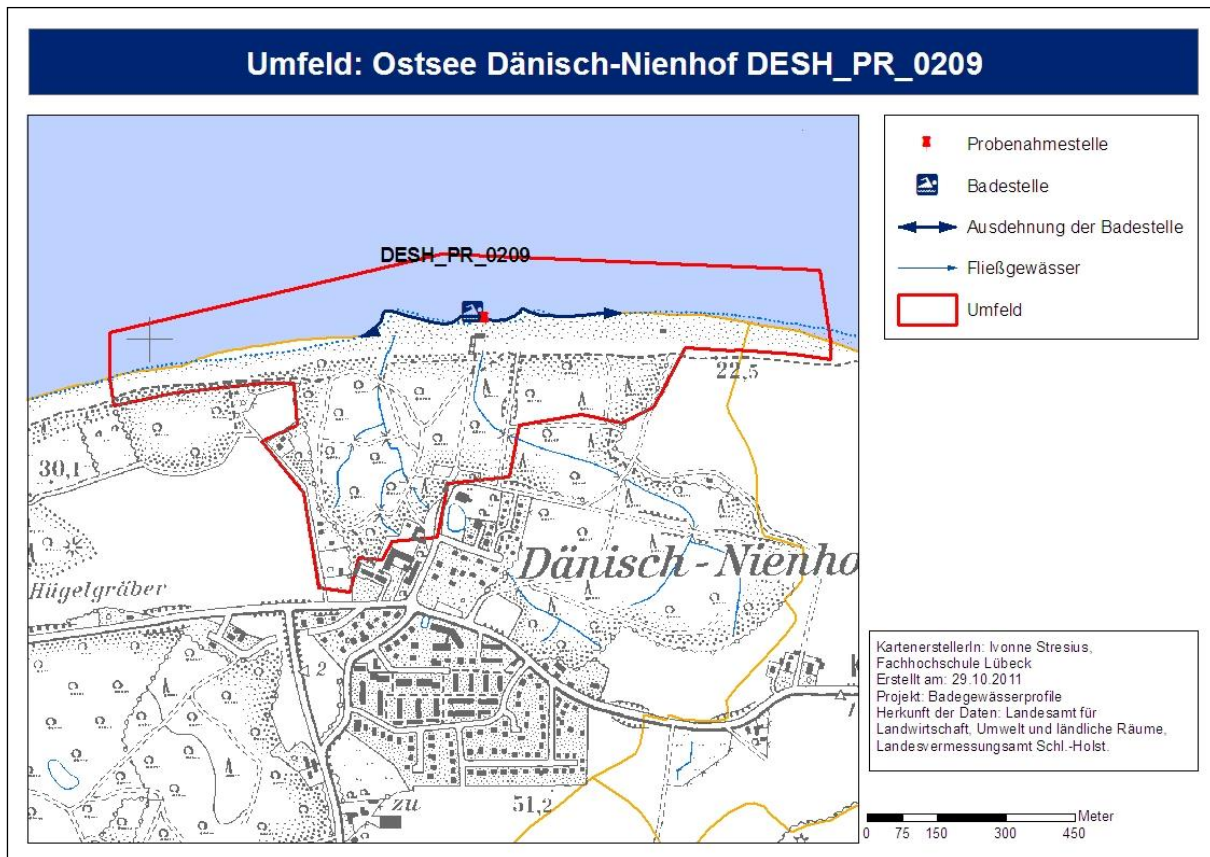 Umfeld: Ostsee Dänisch-Nienhof DESH_PR_0209
DESH_PR_0209
22,5
30,1
Dänisch-Nienho
Hügelgräber
12
zu
51,2
K
Probenahmestelle
Badestelle
Ausdehnung der Badestelle
Fließgewässer
Umfeld
KartenerstellerIn: Ivonne Stresius,
Fachhochschule Lübeck
Erstellt am: 29.10.2011
Projekt: Badegewässerprofile
Herkunft der Daten: Landesamt für
Landwirtschaft, Umwelt und ländliche Räume,
Landesvermessungsamt Schl.-Holst.
Meter
0 75 150 300 450